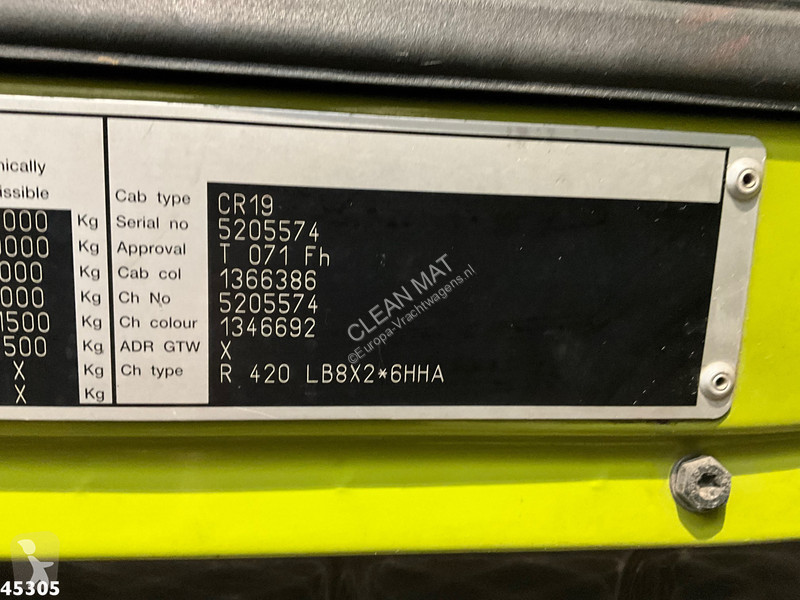 nically
issible
000 Kg
0000 Kg
000 Kg
000 Kg
1500 Kg
500 Kg
X Kg
X Kg
Cab type CR19
Serial no 5205574
Approval T 071 Fh
Cab col 1366386
Ch No 5205574
Ch colour 1346692
ADR GTW X
Ch type R 420 LB8X2*6HHA
CLEAN MAT
©Europa-Vrachtwagens.nl
45305